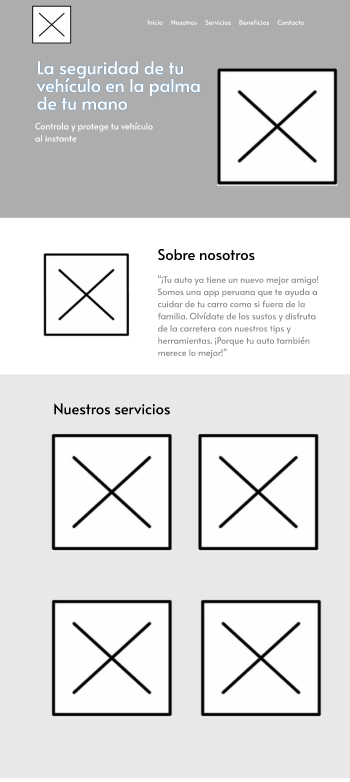 Inicio Nosotros Servicios Beneficios Contacto
La seguridad de tu
vehículo en la palma
de tu mano
Controla y protege tu vehículo
al instante
Sobre nosotros
"¡Tu auto ya tiene un nuevo mejor amigo!
Somos una app peruana que te ayuda a
cuidar de tu carro como si fuera de la
familia. Olvídate de los sustos y disfruta
de la carretera con nuestros tips y
herramientas. ¡Porque tu auto también
merece lo mejor!"
Nuestros servicios